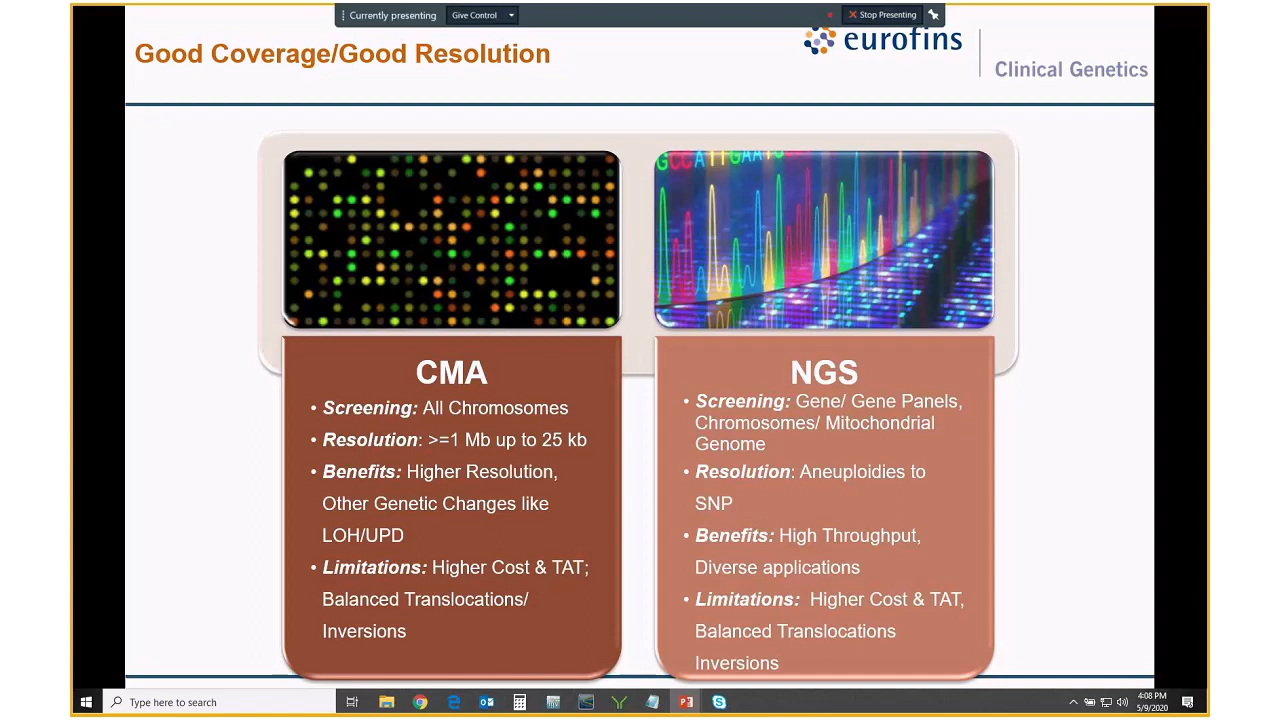 Currently presenting
Give Control
Stop Presenting
Good Coverage/Good Resolution
eurofins
Clinical Genetics
GCCATTGAATG
CMA
• Screening: All Chromosomes
• Resolution: >=1 Mb up to 25 kb
• Benefits: Higher Resolution,
Other Genetic Changes like
LOH/UPD
• Limitations: Higher Cost & TAT;
Balanced Translocations/
Inversions
NGS
• Screening: Gene/ Gene Panels,
Chromosomes/ Mitochondrial
Genome
• Resolution: Aneuploidies to
SNP
• Benefits: High Throughput,
Diverse applications
• Limitations: Higher Cost & TAT,
Balanced Translocations
Inversions
Type here to search
4:08 PM
5/9/2020